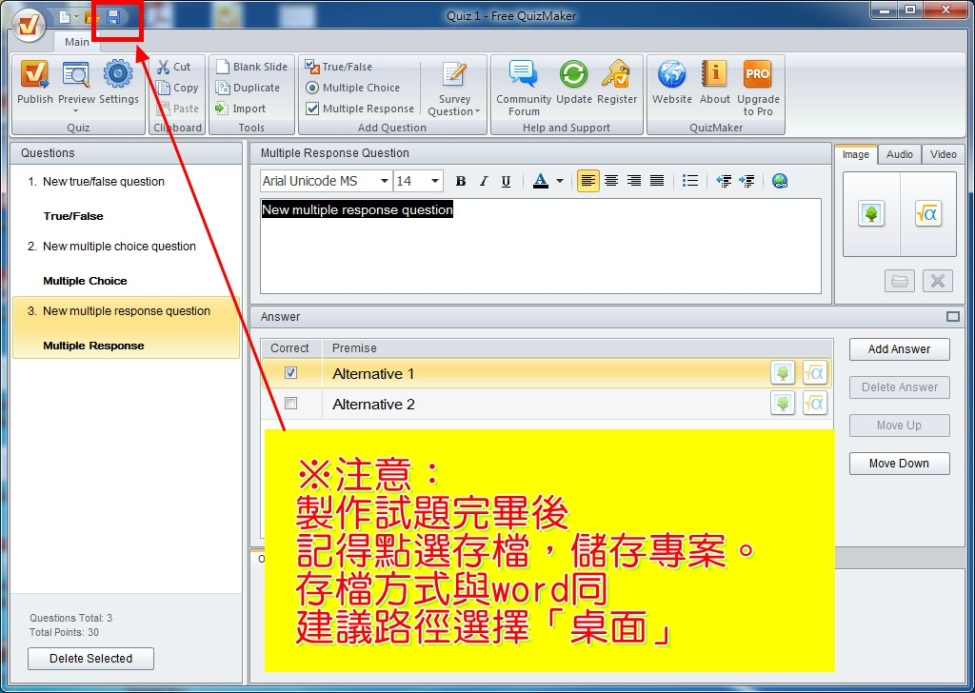 Quiz 1 - Free QuizMaker
Main
Publish Preview Settings
Quiz
Cut
Copy
Paste
Clipboard
Blank Slide
Duplicate
Import
Tools
True/False
Multiple Choice
Multiple Response
Survey
Question
Add Question
Community
Forum
Update
Register
Help and Support
Website
About
PRO
Upgrade
to Pro
QuizMaker
Questions
1. New true/false question
True/False
2. New multiple choice question
Multiple Choice
3. New multiple response question
Multiple Response
Questions Total: 3
Total Points: 30
Delete Selected
Multiple Response Question
Arial Unicode MS 14 B I U A
New multiple response question
Image Audio Video
√α
Answer
Correct Premise
Alternative 1 √α
Alternative 2 √α
Add Answer
Delete Answer
Move Up
Move Down
※注意：
製作試題完畢後
記得點選存檔，儲存專案。
存檔方式與word同
建議路徑選擇「桌面」